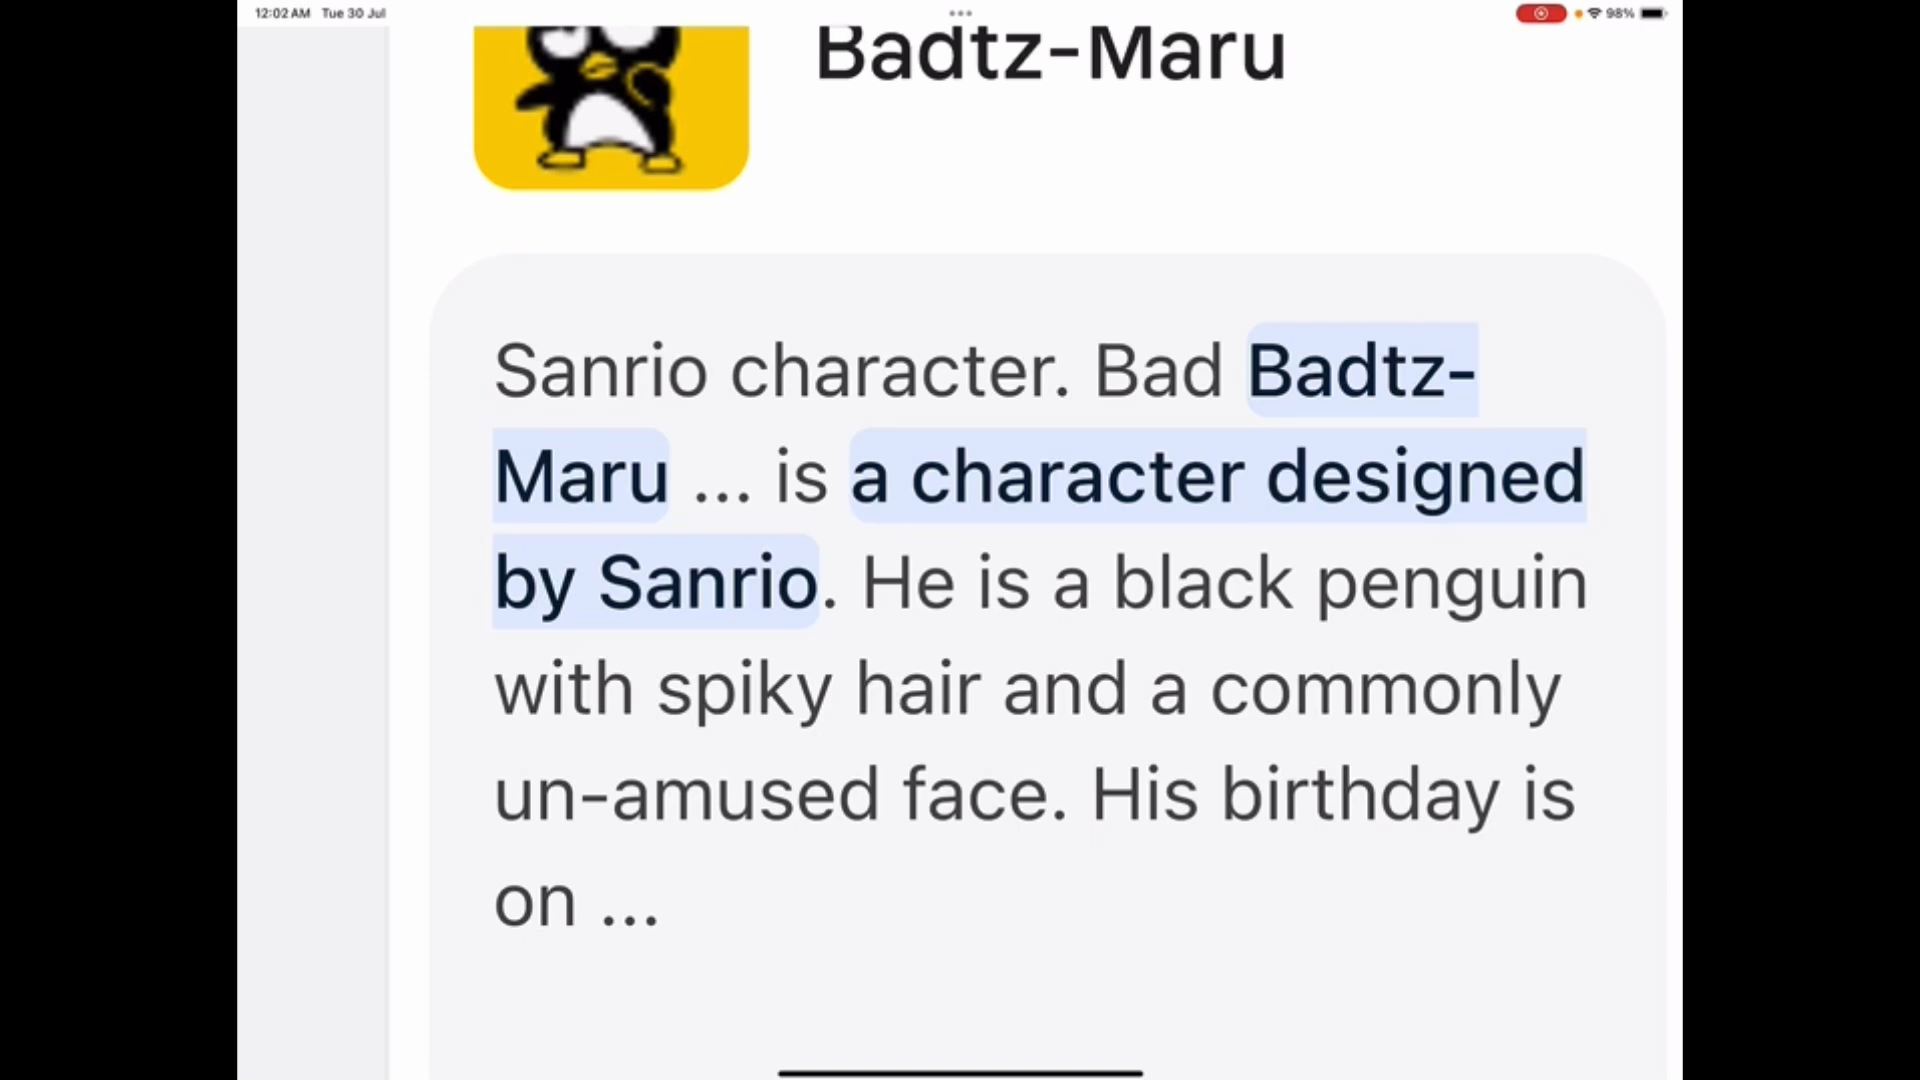 12:02 AM Tue 30 Jul
98%
Badtz-Maru
Sanrio character. Bad Badtz-
Maru ... is a character designed
by Sanrio. He is a black penguin
with spiky hair and a commonly
un-amused face. His birthday is
on ...